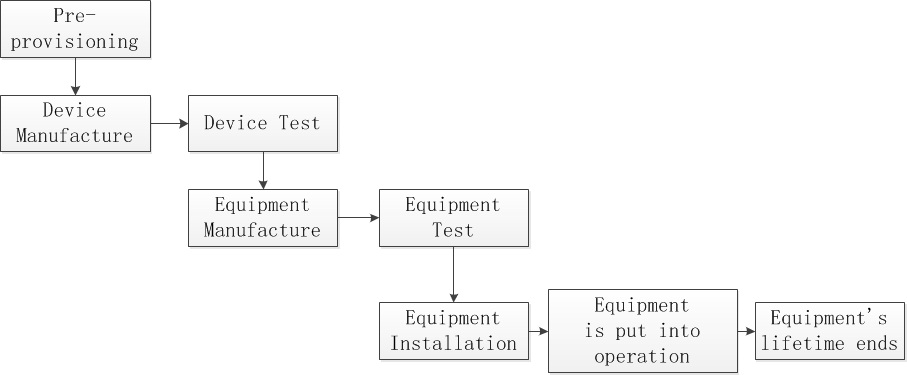 Pre-
provisioning
Device
Manufacture
Device Test
Equipment
Manufacture
Equipment
Test
Equipment
Installation
Equipment
is put into
operation
Equipment's
lifetime ends